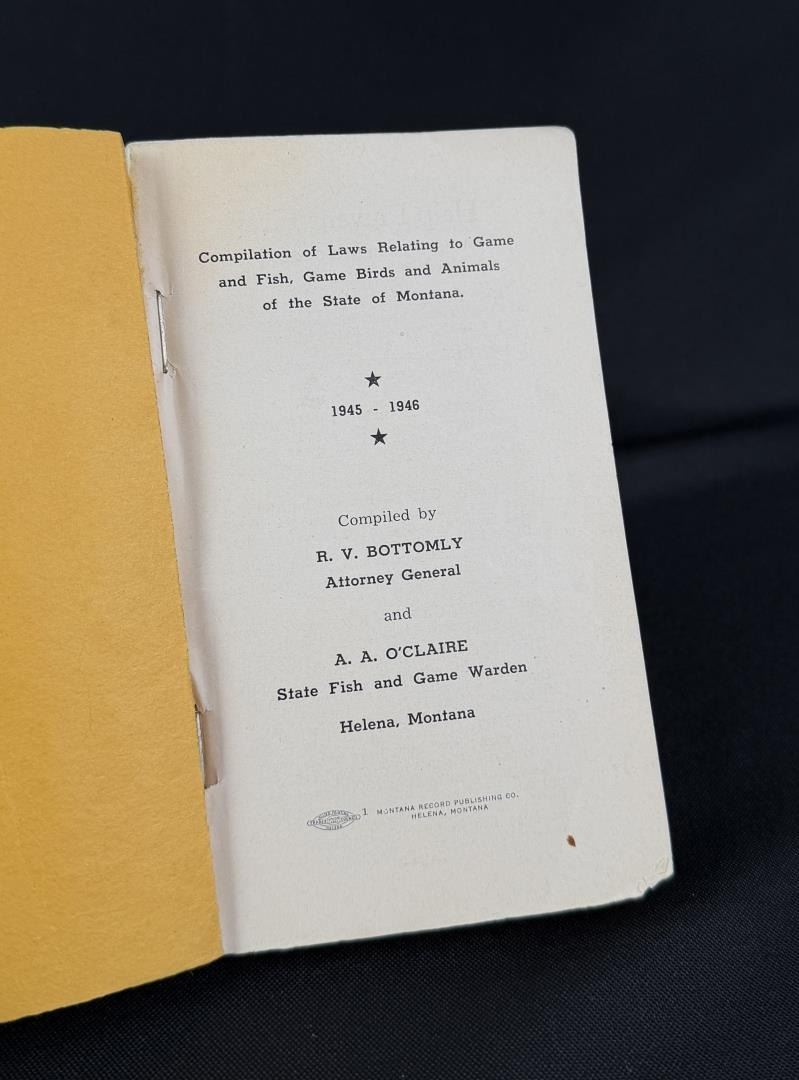 Compilation of Laws Relating to Game
and Fish, Game Birds and Animals
of the State of Montana.
1945 - 1946
Compiled by
R. V. BOTTOMLY
Attorney General
and
A. A. O'CLAIRE
State Fish and Game Warden
Helena, Montana
1 MONTANA RECORD PUBLISHING CO.
HELENA, MONTANA